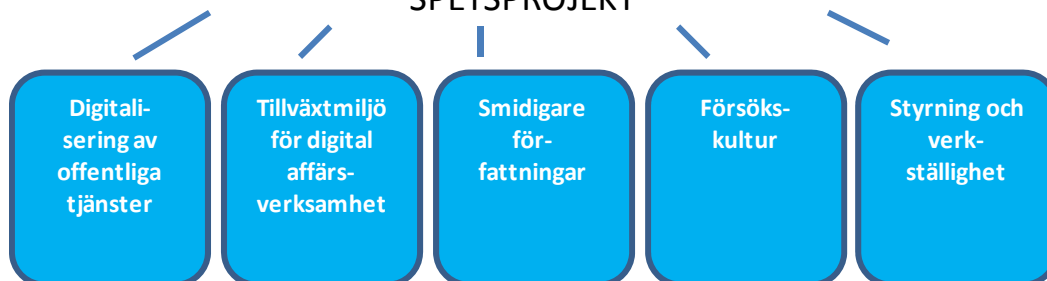 SPETSPROJEKT
Digitali-
sering av
offentliga
tjänster
Tillväxtmiljö
för digital
affärs-
verksamhet
Smidigare
för-
fattningar
Försöks-
kultur
Styrning och
verk-
ställighet